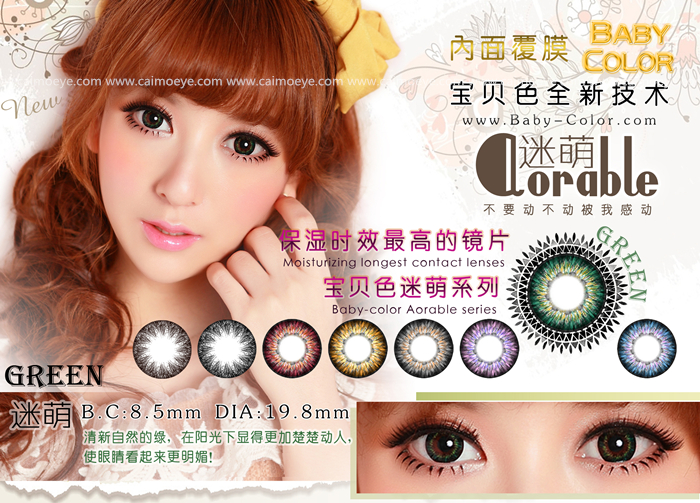 內面覆膜 BABY COLOR
www.caimoeye.com www.caimoeye.com www.caimoeye.com www.caimoeye.com
宝贝色全新技术
New
www.Baby-Color.com
迷萌
aorable
不要动不动被我感动
保湿时效最高的镜片
Moisturizing longest contact lenses
宝贝色迷萌系列
Baby-color Aorable series
GREEN
GREEN
迷萌 B.C:8.5mm DIA:19.8mm
清新自然的绿，在阳光下显得更加楚楚动人，
使眼睛看起来更明媚!